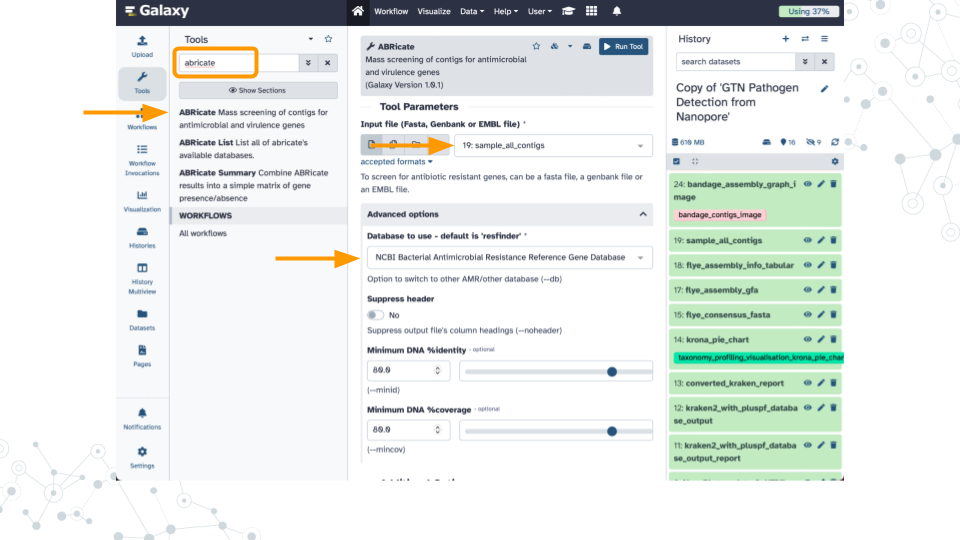 Galaxy
Workflow Visualize Data Help User
Using 37%
Upload
Tools
Workflows
Workflow
Invocations
Visualization
Histories
History
Multiview
Datasets
Pages
Notifications
Settings
Tools
abricate
Show Sections
ABRicate Mass screening of contigs for
antimicrobial and virulence genes
ABRicate List List all of abricate's
available databases.
ABRicate Summary Combine ABRicate
results into a simple matrix of gene
presence/absence
WORKFLOWS
All workflows
ABRicate
Run Tool
Mass screening of contigs for antimicrobial
and virulence genes
(Galaxy Version 1.0.1)
Tool Parameters
Input file (Fasta, Genbank or EMBL file) *
19: sample_all_contigs
accepted formats
To screen for antibiotic resistant genes, can be a fasta file, a genbank file or
an EMBL file.
Advanced options
Database to use - default is 'resfinder' *
NCBI Bacterial Antimicrobial Resistance Reference Gene Database
Option to switch to other AMR/other database (--db)
Suppress header
No
Suppress output file's column headings (--noheader)
Minimum DNA %identity - optional
80.0
(--minid)
Minimum DNA %coverage - optional
80.0
(--mincov)
History
search datasets
Copy of 'GTN Pathogen
Detection from
Nanopore'
610 MB
16
9
24: bandage_assembly_graph_i
mage
bandage_contigs_image
19: sample_all_contigs
18: flye_assembly_info_tabular
17: flye_assembly_gfa
15: flye_consensus_fasta
14: krona_pie_chart
taxonomy_profiling_visualisation_krona_pie_char
13: converted_kraken_report
12: kraken2_with_pluspf_databa
se_output
11: kraken2_with_pluspf_databa
se_output_report